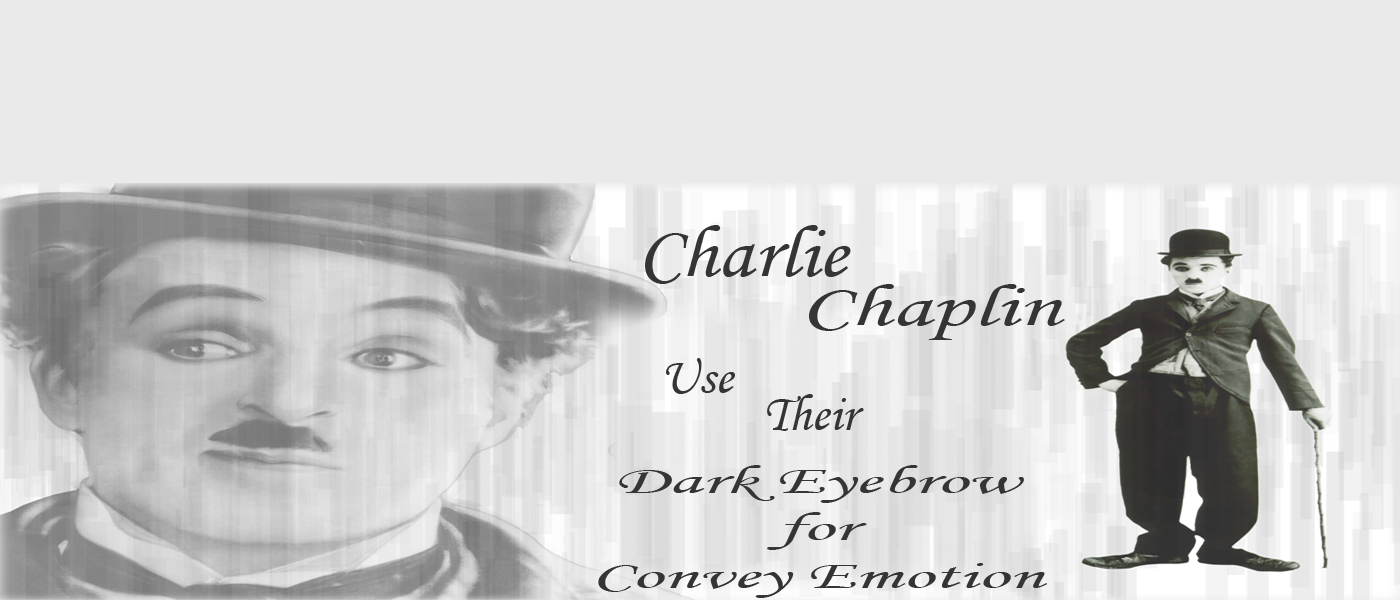 Charlie
Chaplin
Use
Their
Dark Eyebrow
for
Convey Emotion